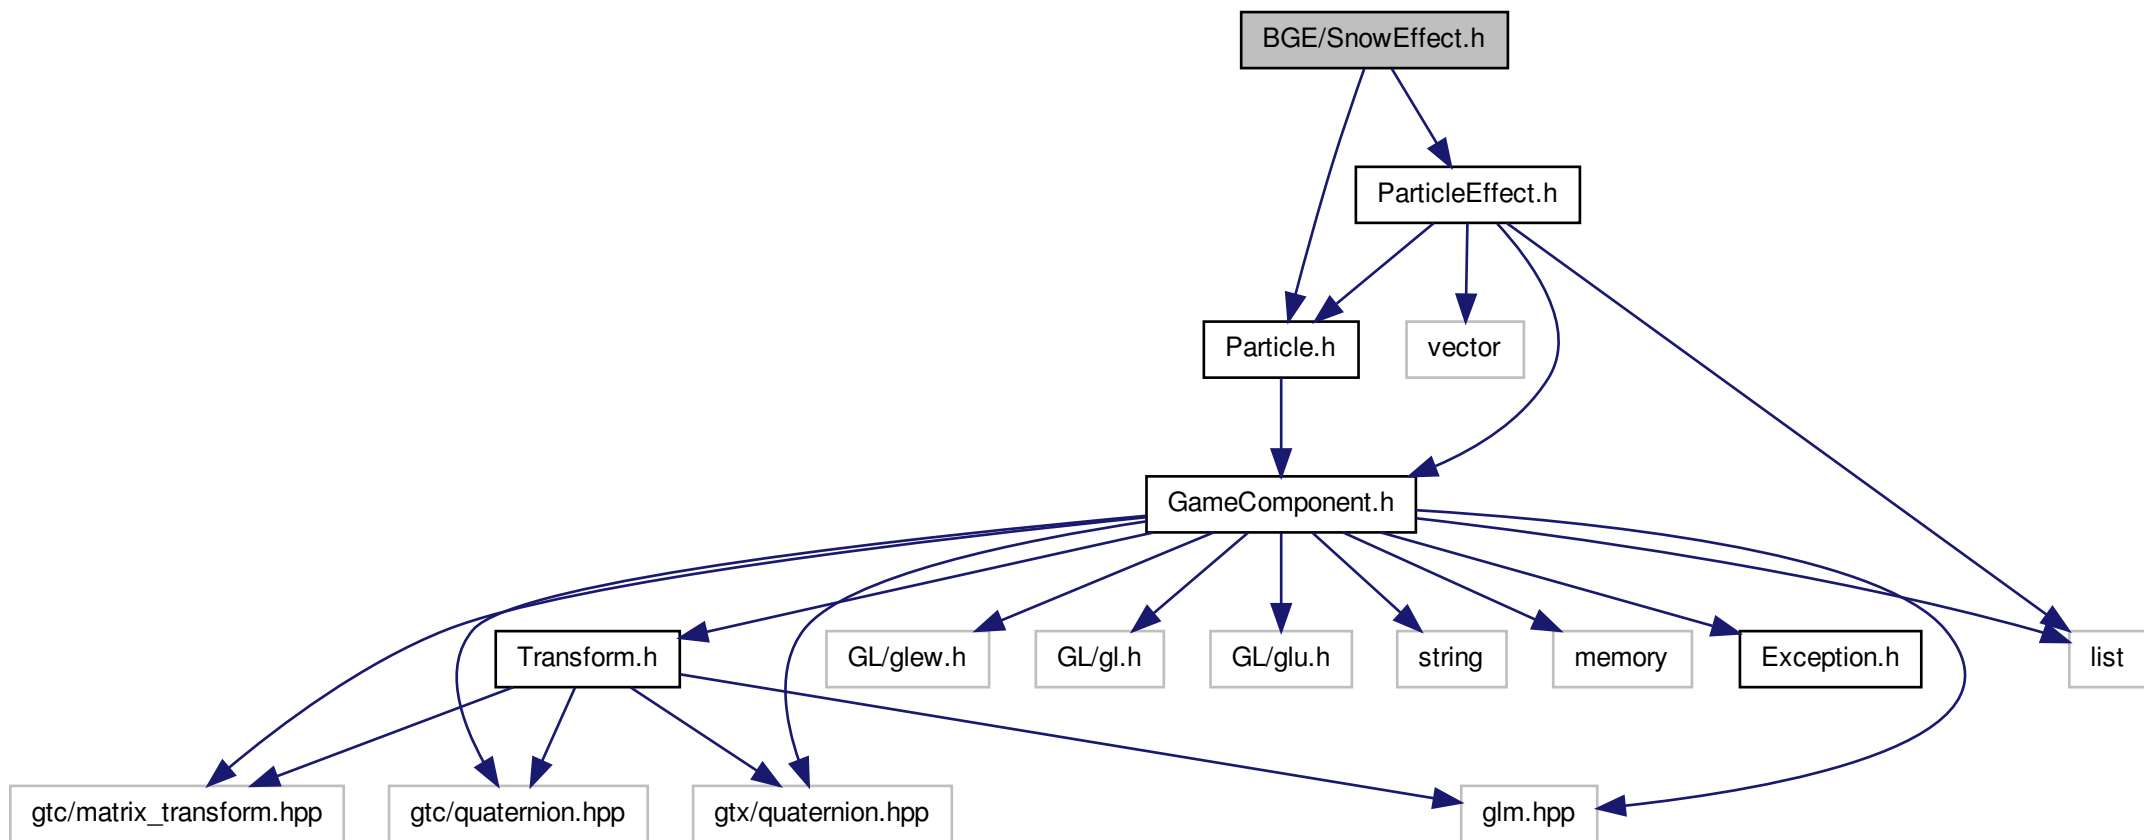 BGE/SnowEffect.h
ParticleEffect.h
Particle.h
vector
GameComponent.h
Transform.h
GL/glew.h
GL/gl.h
GL/glu.h
string
memory
Exception.h
list
gtc/matrix_transform.hpp
gtc/quaternion.hpp
gtx/quaternion.hpp
glm.hpp